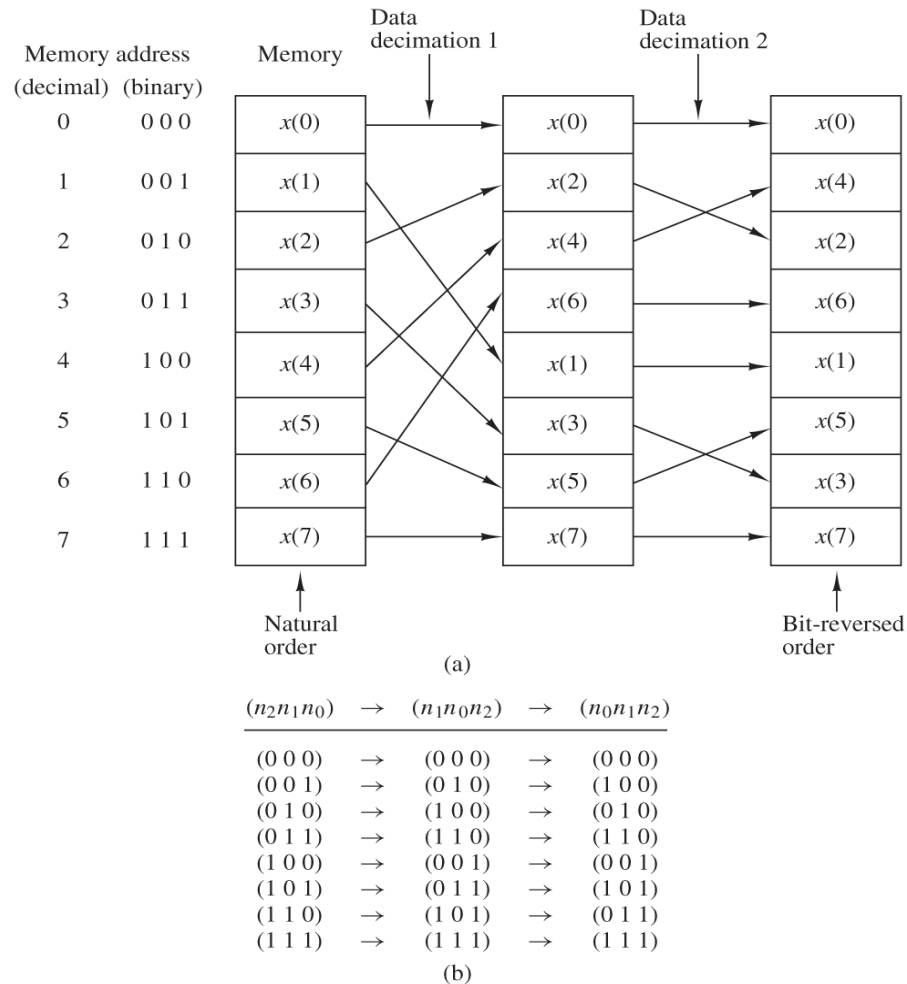 Data Data
decimation 1 decimation 2
Memory address Memory
(decimal) (binary)
0 0 0 0 x(0) x(0) x(0)
1 0 0 1 x(1) x(2) x(4)
2 0 1 0 x(2) x(4) x(2)
3 0 1 1 x(3) x(6) x(6)
4 1 0 0 x(4) x(1) x(1)
5 1 0 1 x(5) x(3) x(5)
6 1 1 0 x(6) x(5) x(3)
7 1 1 1 x(7) x(7) x(7)
Natural Bit-reversed
order order
(a)
(n₂n₁n₀) → (n₁n₀n₂) → (n₀n₁n₂)
(0 0 0) → (0 0 0) → (0 0 0)
(0 0 1) → (0 1 0) → (1 0 0)
(0 1 0) → (1 0 0) → (0 1 0)
(0 1 1) → (1 1 0) → (1 1 0)
(1 0 0) → (0 0 1) → (0 0 1)
(1 0 1) → (0 1 1) → (1 0 1)
(1 1 0) → (1 0 1) → (0 1 1)
(1 1 1) → (1 1 1) → (1 1 1)
(b)